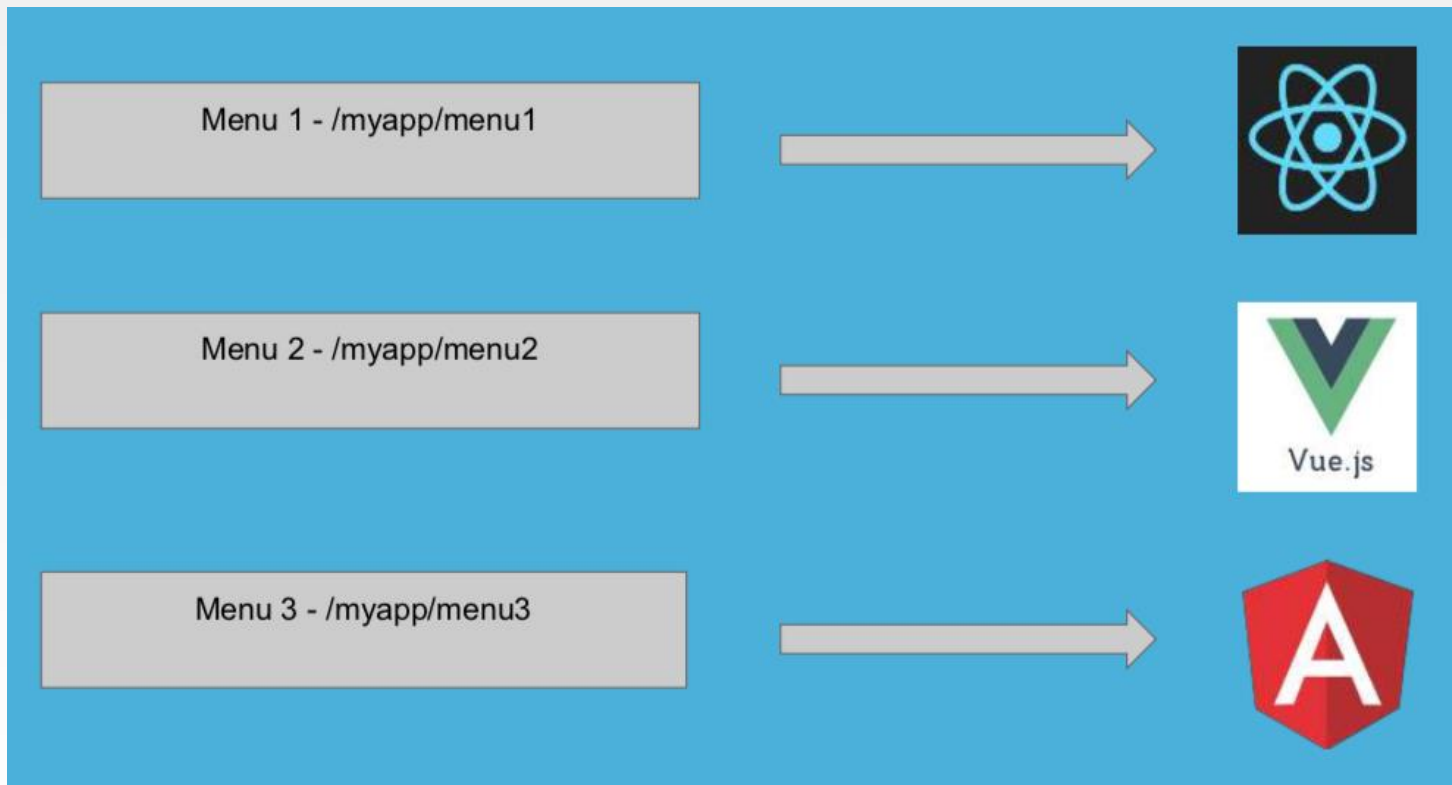 Menu 1 - /myapp/menu1
Menu 2 - /myapp/menu2
Vue.js
Menu 3 - /myapp/menu3
A